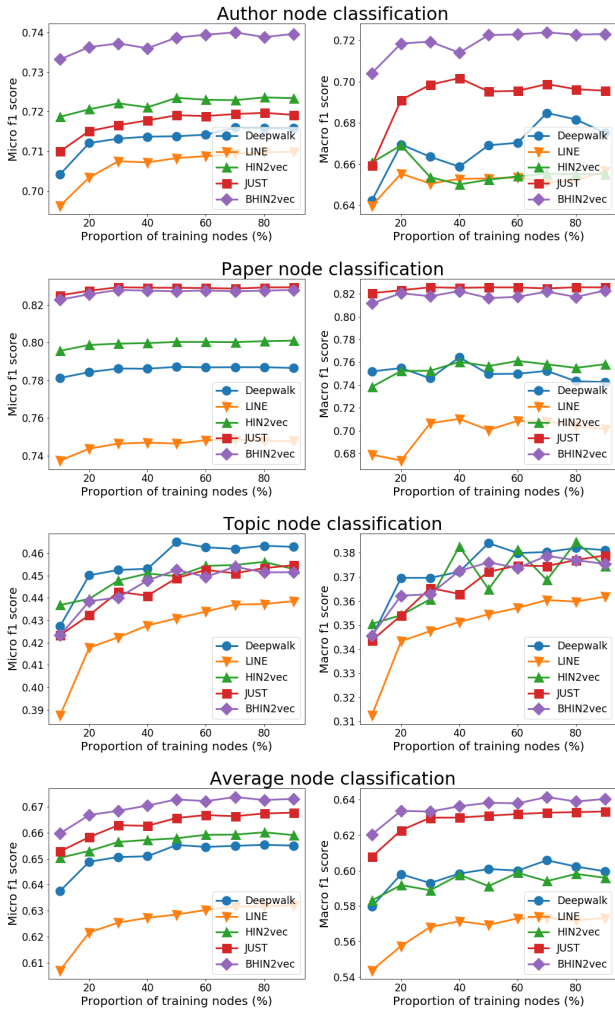 Author node classification
0.74
0.73
0.72
0.71
0.70
Micro f1 score
Deepwalk
LINE
HIN2vec
JUST
BHIN2vec
20 40 60 80
Proportion of training nodes (%)
0.72
0.70
0.68
0.66
0.64
Macro f1 score
Deepwalk
LINE
HIN2vec
JUST
BHIN2vec
20 40 60 80
Proportion of training nodes (%)
Paper node classification
0.82
0.80
0.78
0.76
0.74
Micro f1 score
Deepwalk
LINE
HIN2vec
JUST
BHIN2vec
20 40 60 80
Proportion of training nodes (%)
0.82
0.80
0.78
0.76
0.74
0.72
0.70
0.68
Macro f1 score
Deepwalk
LINE
HIN2vec
JUST
BHIN2vec
20 40 60 80
Proportion of training nodes (%)
Topic node classification
0.46
0.45
0.44
0.43
0.42
0.41
0.40
0.39
Micro f1 score
Deepwalk
LINE
HIN2vec
JUST
BHIN2vec
20 40 60 80
Proportion of training nodes (%)
0.38
0.37
0.36
0.35
0.34
0.33
0.32
0.31
Macro f1 score
Deepwalk
LINE
HIN2vec
JUST
BHIN2vec
20 40 60 80
Proportion of training nodes (%)
Average node classification
0.67
0.66
0.65
0.64
0.63
0.62
0.61
Micro f1 score
Deepwalk
LINE
HIN2vec
JUST
BHIN2vec
20 40 60 80
Proportion of training nodes (%)
0.64
0.62
0.60
0.58
0.56
0.54
Macro f1 score
Deepwalk
LINE
HIN2vec
JUST
BHIN2vec
20 40 60 80
Proportion of training nodes (%)